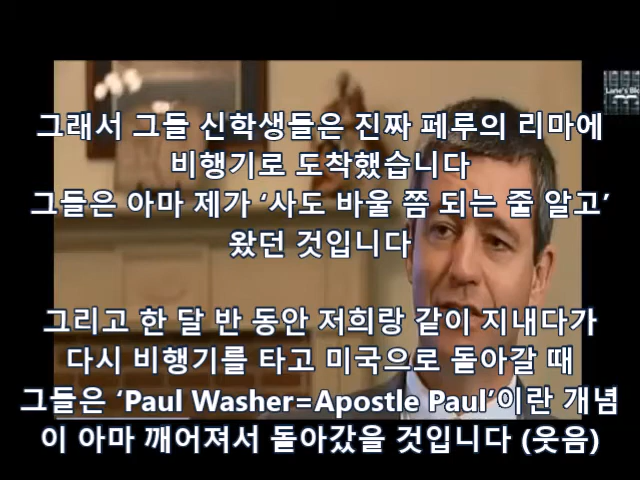 Lane's Blo
그래서 그들 신학생들은 진짜 페루의 리마에
비행기로 도착했습니다
그들은 아마 제가 ‘사도 바울 쯤 되는 줄 알고’
왔던 것입니다
그리고 한 달 반 동안 저희랑 같이 지내다가
다시 비행기를 타고 미국으로 돌아갈 때
그들은 ‘Paul Washer=Apostle Paul’이란 개념
이 아마 깨어져서 돌아갔을 것입니다 (웃음)